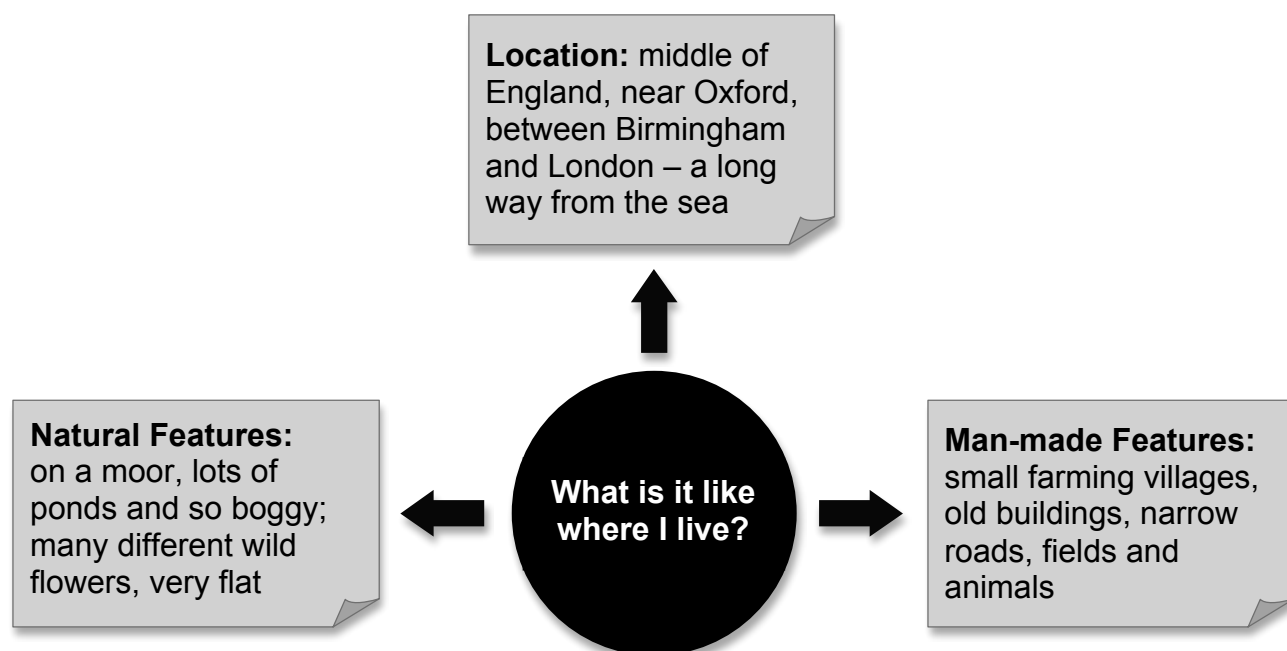 Location: middle of
England, near Oxford,
between Birmingham
and London – a long
way from the sea
Natural Features:
on a moor, lots of
ponds and so boggy;
many different wild
flowers, very flat
What is it like
where I live?
Man-made Features:
small farming villages,
old buildings, narrow
roads, fields and
animals